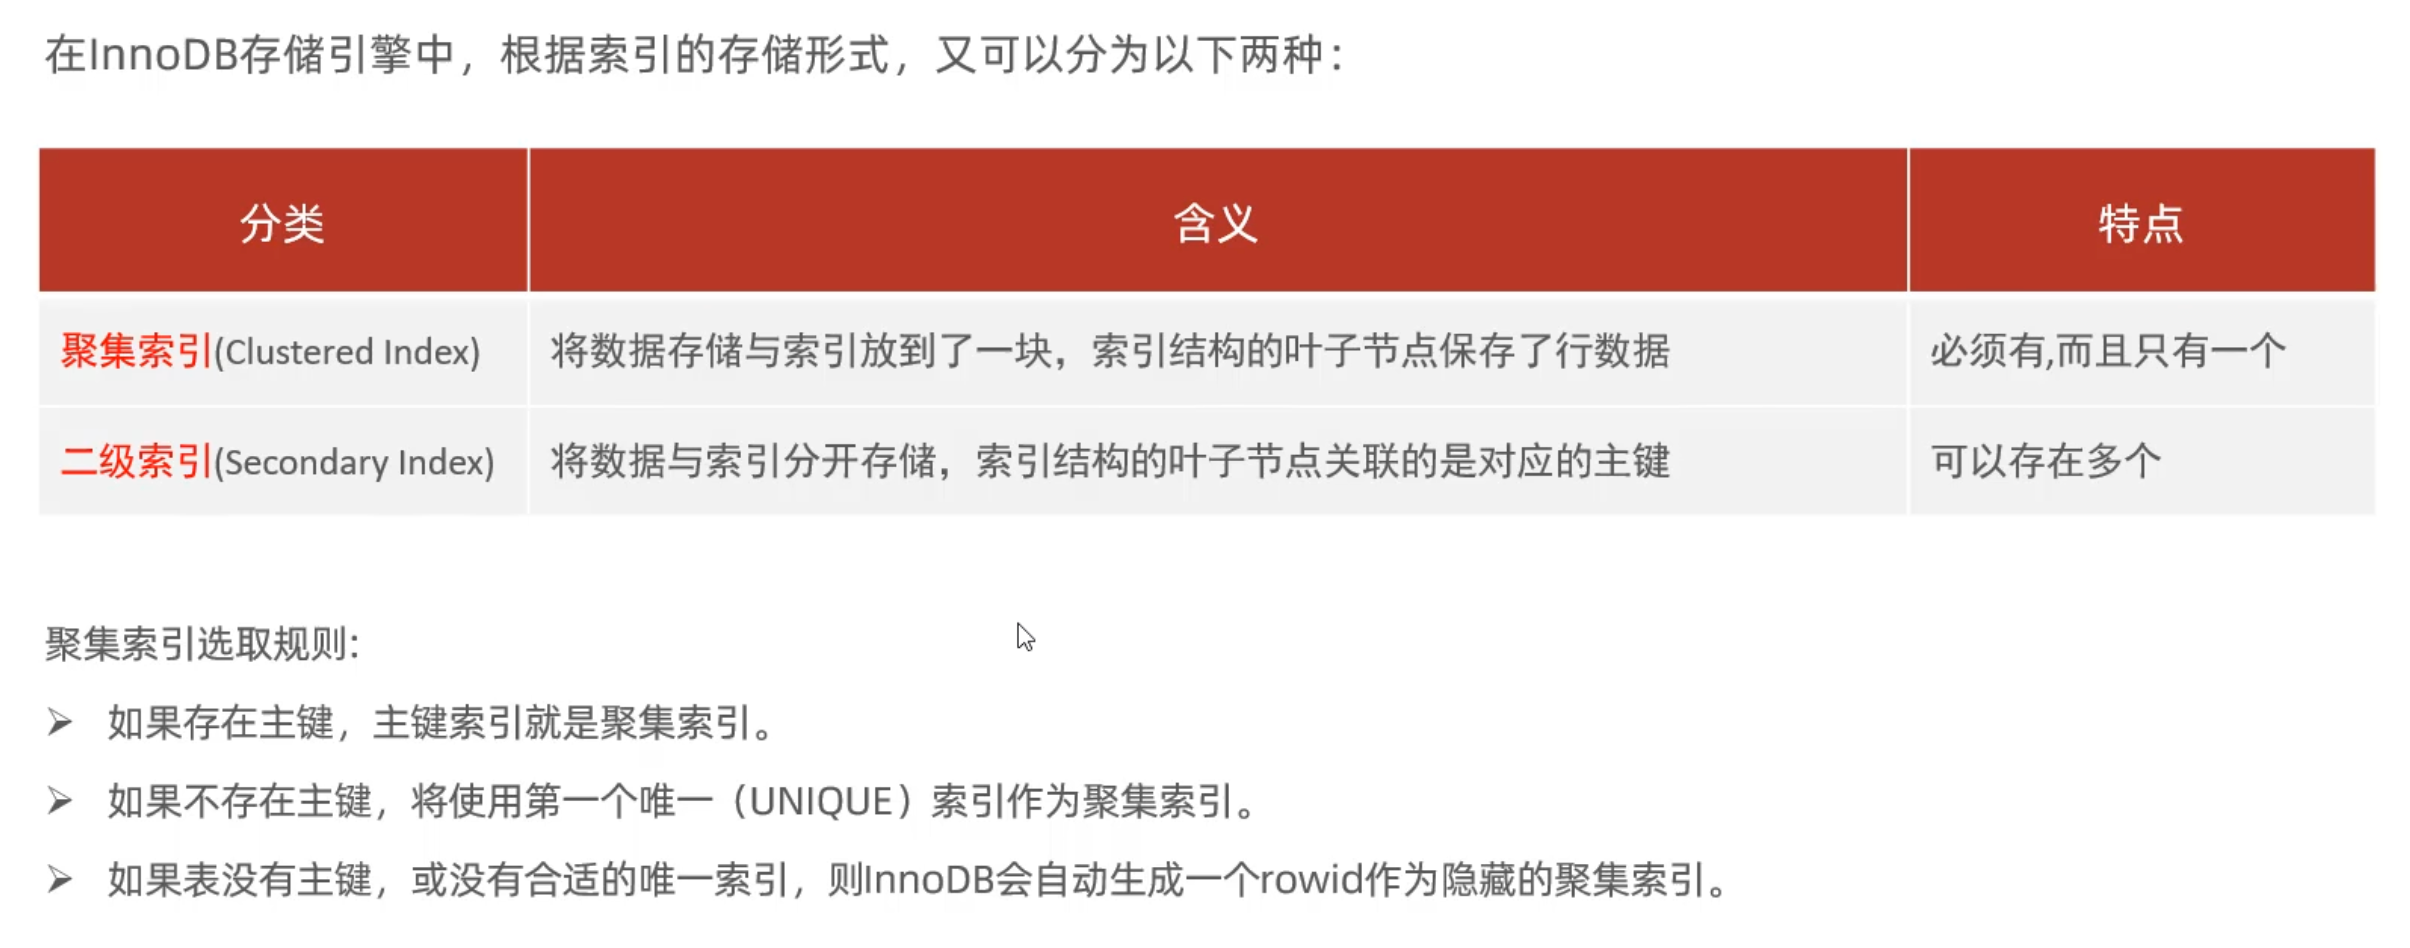 在InnoDB存储引擎中，根据索引的存储形式，又可以分为以下两种：
分类 含义 特点
聚集索引(Clustered Index) 将数据存储与索引放到了一块，索引结构的叶子节点保存了行数据 必须有,而且只有一个
二级索引(Secondary Index) 将数据与索引分开存储，索引结构的叶子节点关联的是对应的主键 可以存在多个
聚集索引选取规则:
➢ 如果存在主键，主键索引就是聚集索引。
➢ 如果不存在主键，将使用第一个唯一（UNIQUE）索引作为聚集索引。
➢ 如果表没有主键，或没有合适的唯一索引，则InnoDB会自动生成一个rowid作为隐藏的聚集索引。